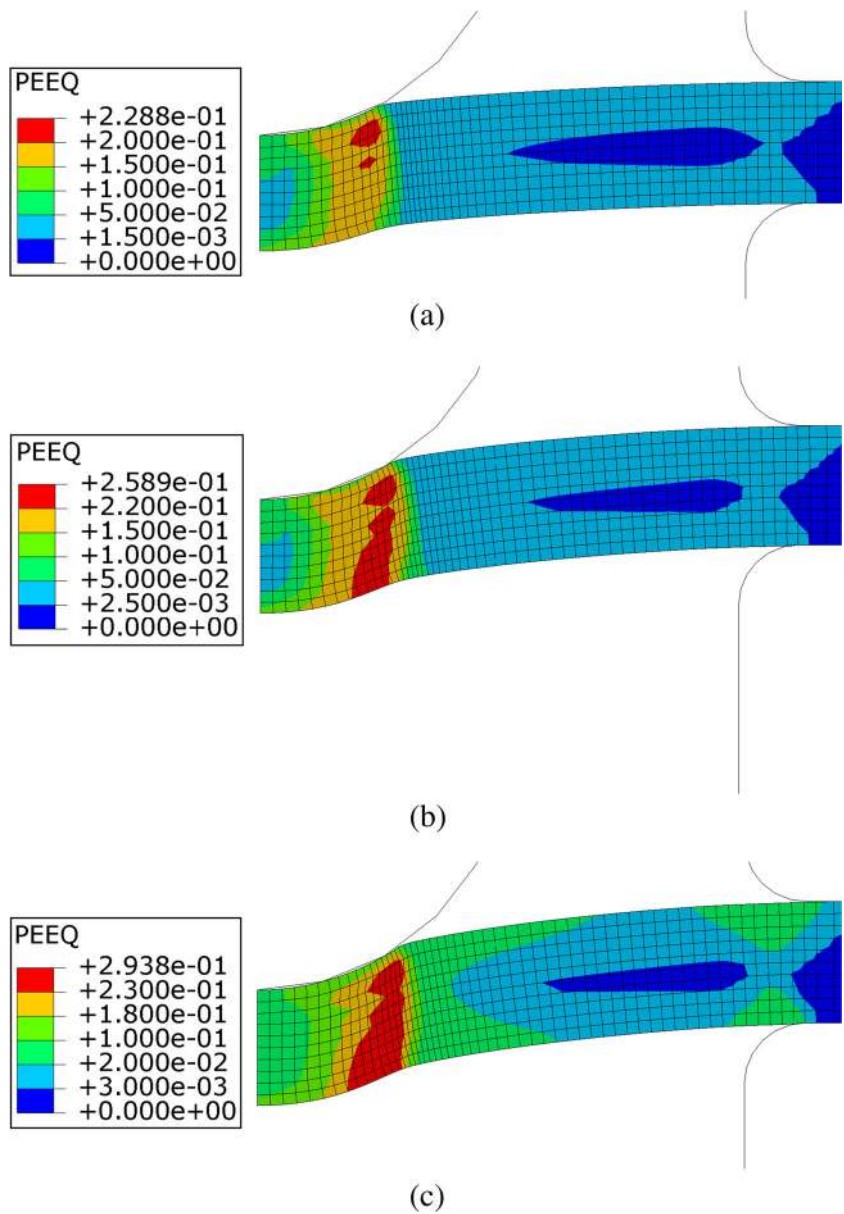 PEEQ
+2.288e-01
+2.000e-01
+1.500e-01
+1.000e-01
+5.000e-02
+1.500e-03
+0.000e+00
(a)
PEEQ
+2.589e-01
+2.200e-01
+1.500e-01
+1.000e-01
+5.000e-02
+2.500e-03
+0.000e+00
(b)
PEEQ
+2.938e-01
+2.300e-01
+1.800e-01
+1.000e-01
+2.000e-02
+3.000e-03
+0.000e+00
(c)